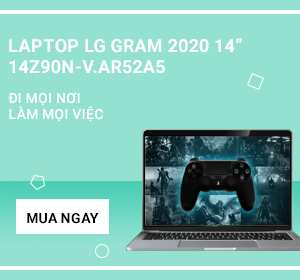 LAPTOP LG GRAM 2020 14”
14Z90N-V.AR52A5
ĐI MỌI NƠI
LÀM MỌI VIỆC
MUA NGAY